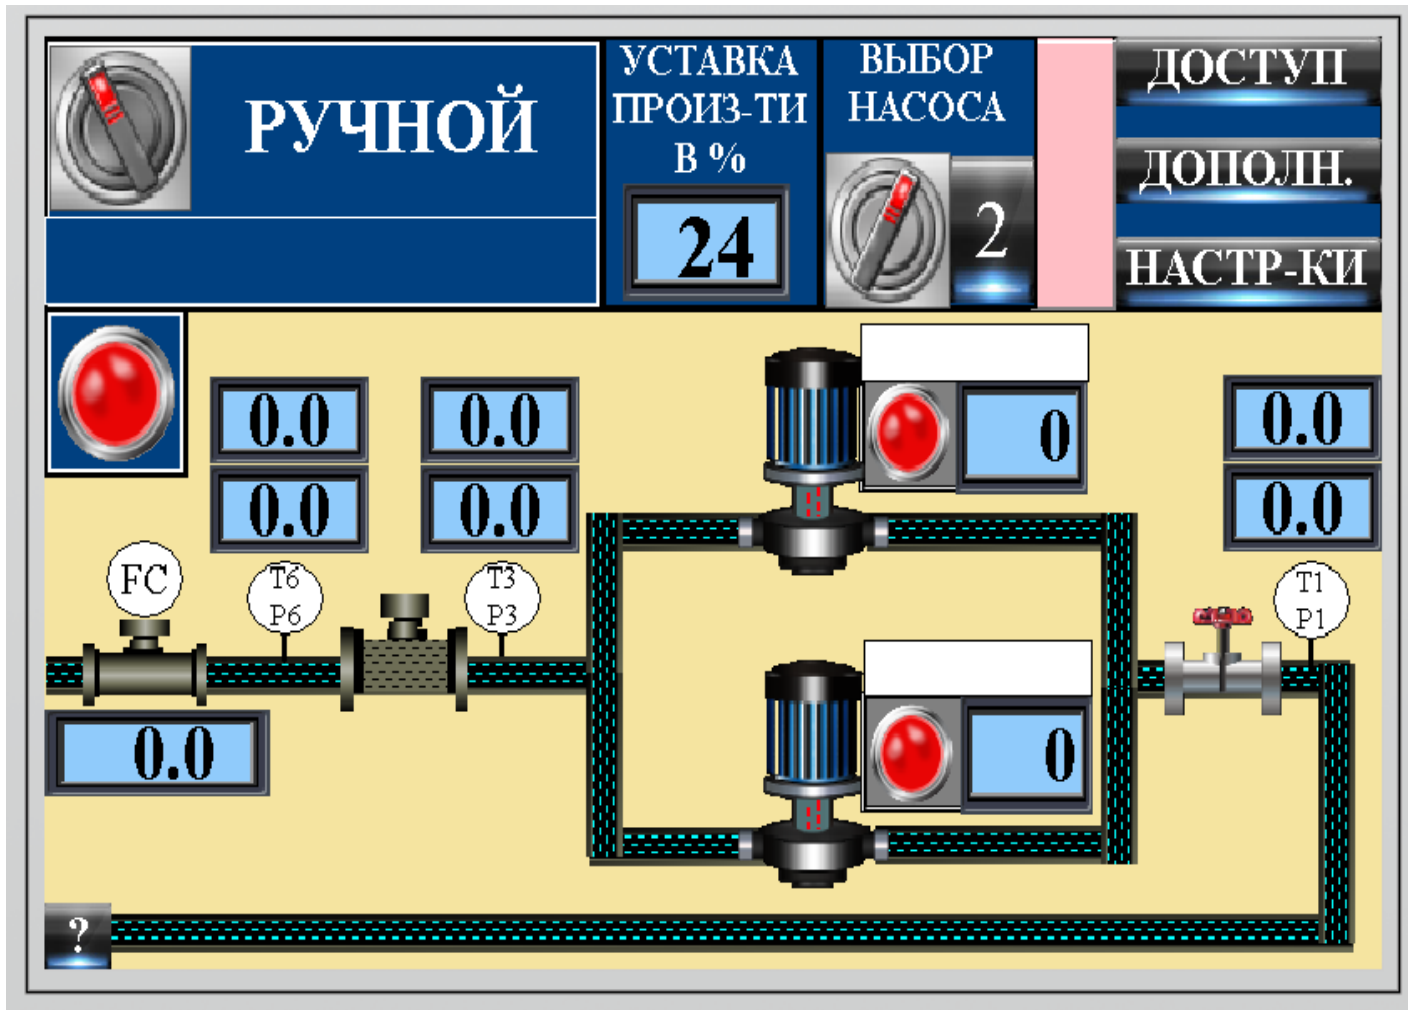 РУЧНОЙ
УСТАВКА
ПРОИЗ-ТИ
В %
24
ВЫБОР
НАСОСА
2
ДОСТУП
ДОПОЛН.
НАСТР-КИ
0.0
0.0
0.0
0.0
0
0.0
0.0
FC
T6
P6
T3
P3
T1
P1
0.0
0
?